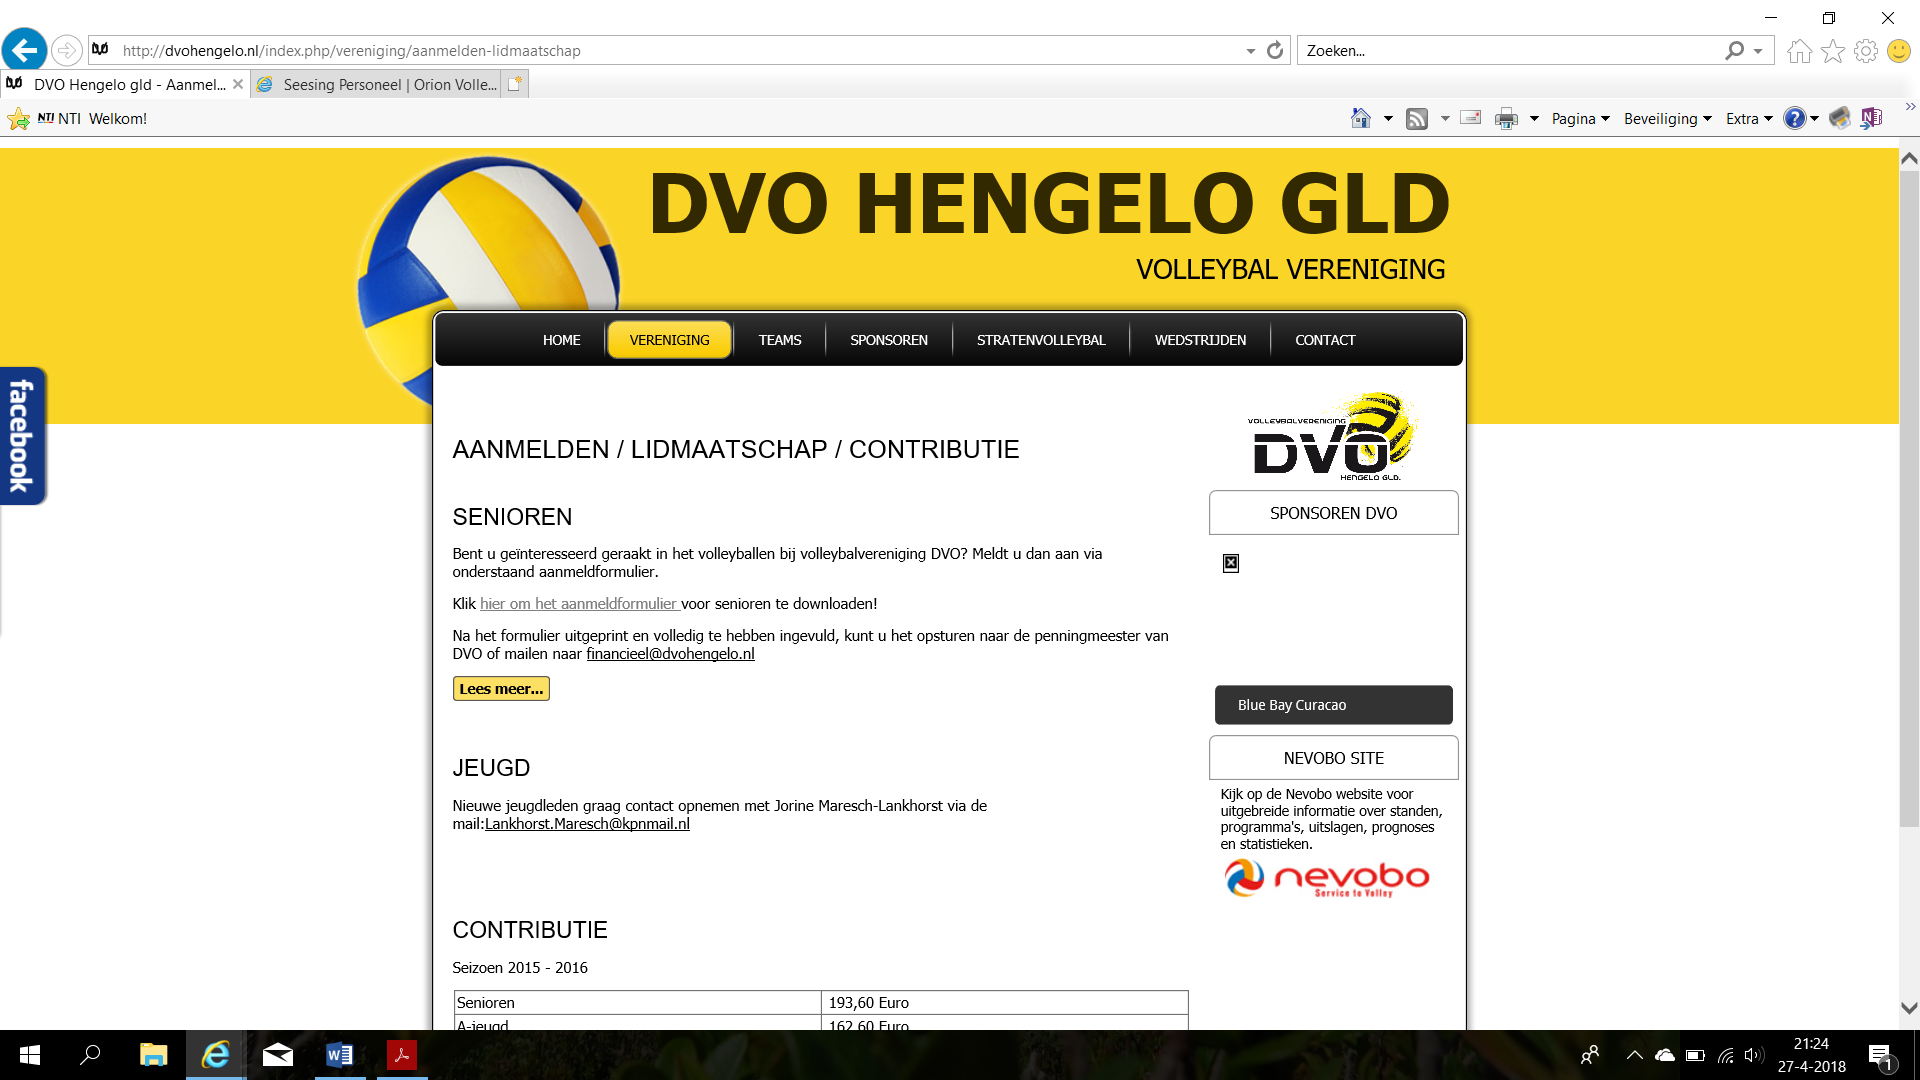 http://dvohengelo.nl/index.php/vereniging/aanmelden-lidmaatschap
Zoeken...
DVO Hengelo gld - Aanmel...
Seesing Personeel | Orion Volle...
NTI NTI Welkom!
Pagina
Beveiliging
Extra
DVO HENGELO GLD
VOLLEYBAL VERENIGING
HOME
VERENIGING
TEAMS
SPONSOREN
STRATENVOLLEYBAL
WEDSTRIJDEN
CONTACT
facebook
AANMELDEN / LIDMAATSCHAP / CONTRIBUTIE
SENIOREN
Bent u geïnteresseerd geraakt in het volleyballen bij volleybalvereniging DVO? Meldt u dan aan via
onderstaand aanmeldformulier.
Klik hier om het aanmeldformulier voor senioren te downloaden!
Na het formulier uitgeprint en volledig te hebben ingevuld, kunt u het opsturen naar de penningmeester van
DVO of mailen naar financieel@dvohengelo.nl
Lees meer...
JEUGD
Nieuwe jeugdleden graag contact opnemen met Jorine Maresch-Lankhorst via de
mail:Lankhorst.Maresch@kpnmail.nl
CONTRIBUTIE
Seizoen 2015 - 2016
Senioren 193,60 Euro
A-jeugd 162,60 Euro
VOLLEYBALVERENIGING
DVO
HENGELO GLD.
SPONSOREN DVO
Blue Bay Curacao
NEVOBO SITE
Kijk op de Nevobo website voor
uitgebreide informatie over standen,
programma's, uitslagen, prognoses
en statistieken.
nevobo
Service to Volley
21:24
27-4-2018
1